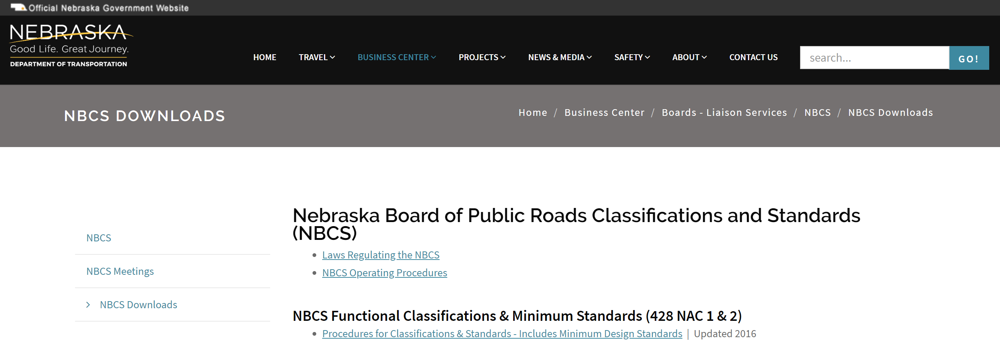 Official Nebraska Government Website
NEBRASKA
Good Life. Great Journey.
DEPARTMENT OF TRANSPORTATION
HOME TRAVEL BUSINESS CENTER PROJECTS NEWS & MEDIA SAFETY ABOUT CONTACT US search... GO!
NBCS DOWNLOADS
Home / Business Center / Boards - Liaison Services / NBCS / NBCS Downloads
NBCS
NBCS Meetings
NBCS Downloads
Nebraska Board of Public Roads Classifications and Standards
(NBCS)
Laws Regulating the NBCS
NBCS Operating Procedures
NBCS Functional Classifications & Minimum Standards (428 NAC 1 & 2)
Procedures for Classifications & Standards - Includes Minimum Design Standards | Updated 2016